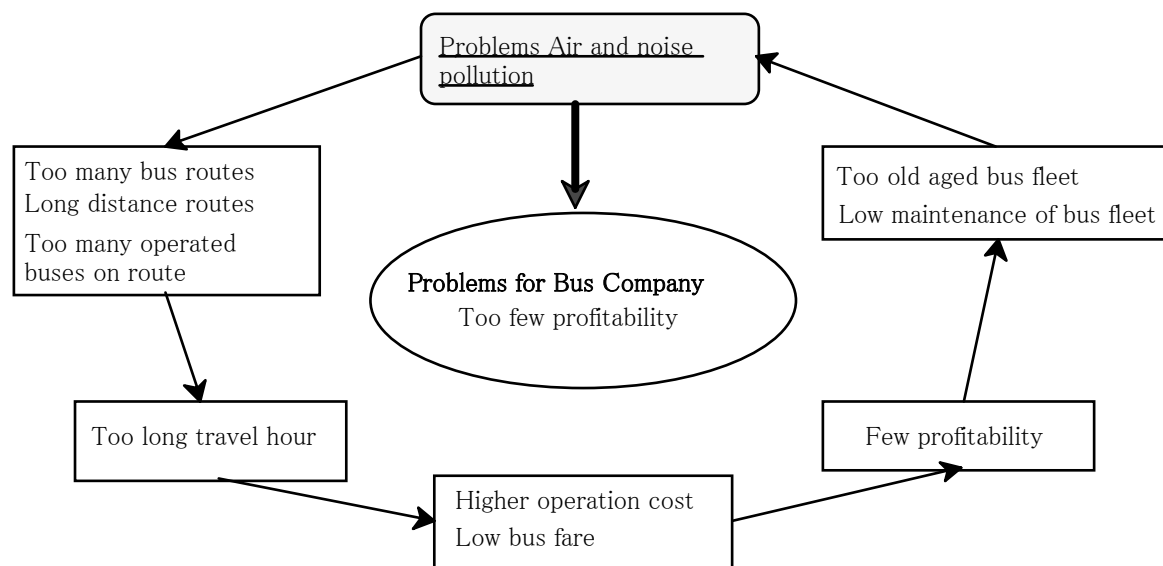 Problems Air and noise
pollution
Too many bus routes
Long distance routes
Too many operated
buses on route
Too old aged bus fleet
Low maintenance of bus fleet
Problems for Bus Company
Too few profitability
Too long travel hour
Few profitability
Higher operation cost
Low bus fare